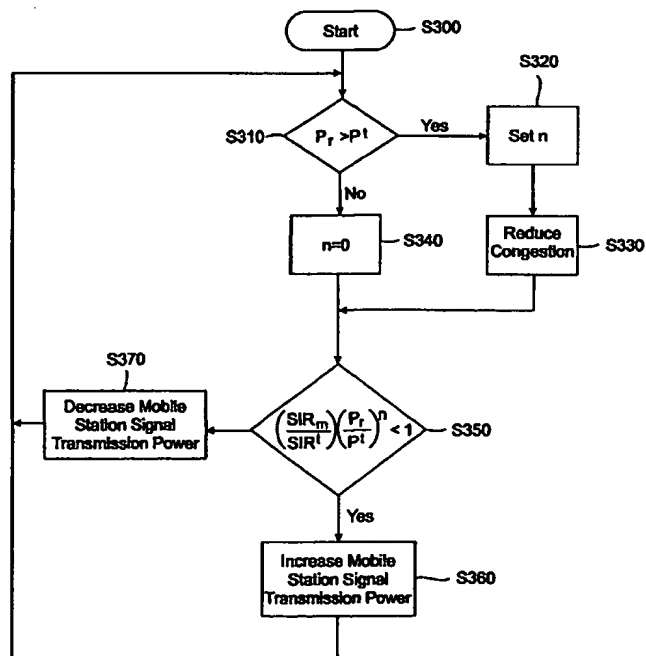 Start
S300
S310
P_r > P^t
Yes
S320
Set n
No
n=0
S340
Reduce
Congestion
S330
S370
Decrease Mobile
Station Signal
Transmission Power
(SIR_m/SIR^t)(P_r/P^t)^n < 1
S350
Yes
Increase Mobile
Station Signal
Transmission Power
S360